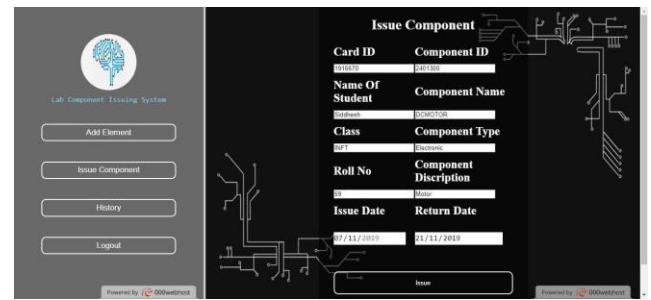 Lab Component Issuing System
Add Element
Issue Component
History
Logout
Powered by 000webhost
Issue Component
Card ID Component ID
1916670 2401300
Name Of Student Component Name
Siddhesh DCMOTOR
Class Component Type
INFT Electronic
Roll No Component Discription
59 Motor
Issue Date Return Date
07/11/2019 21/11/2019
Issue
Powered by 000webhost